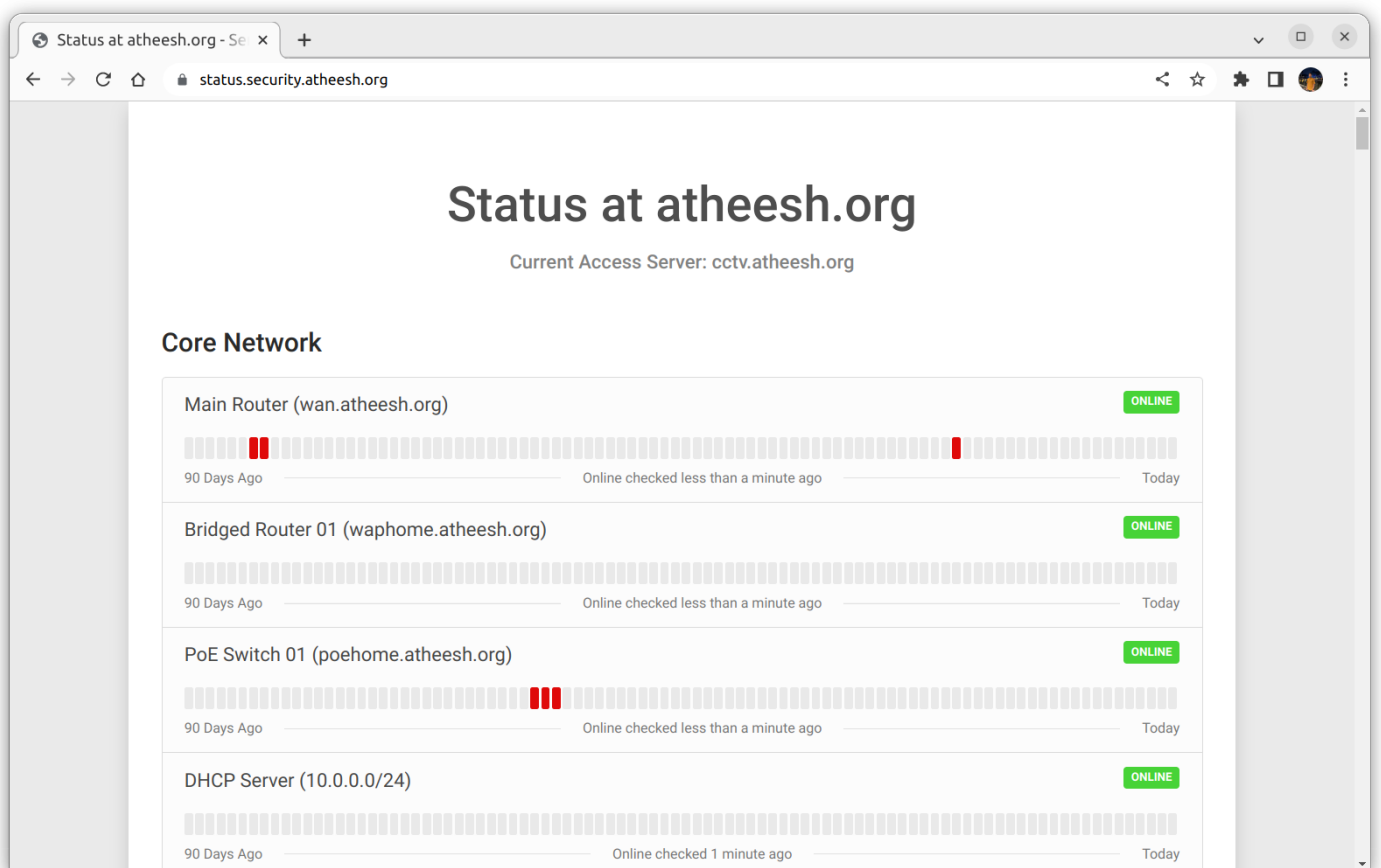 Status at atheesh.org - Se
status.security.atheesh.org
Status at atheesh.org
Current Access Server: cctv.atheesh.org
Core Network
Main Router (wan.atheesh.org)
ONLINE
90 Days Ago
Online checked less than a minute ago
Today
Bridged Router 01 (waphome.atheesh.org)
ONLINE
90 Days Ago
Online checked less than a minute ago
Today
PoE Switch 01 (poehome.atheesh.org)
ONLINE
90 Days Ago
Online checked less than a minute ago
Today
DHCP Server (10.0.0.0/24)
ONLINE
90 Days Ago
Online checked 1 minute ago
Today